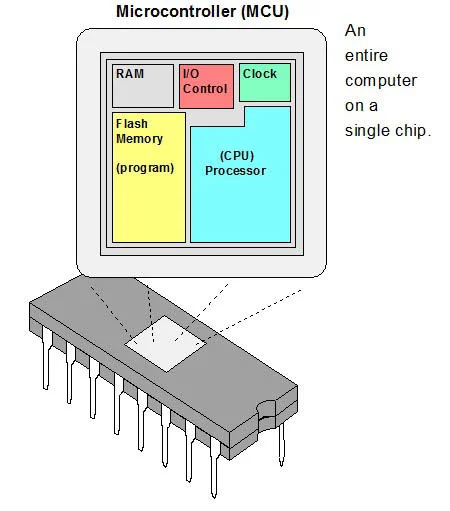 Microcontroller (MCU)
An
entire
computer
on a
single chip.
RAM
I/O
Control
Clock
Flash
Memory
(program)
(CPU)
Processor